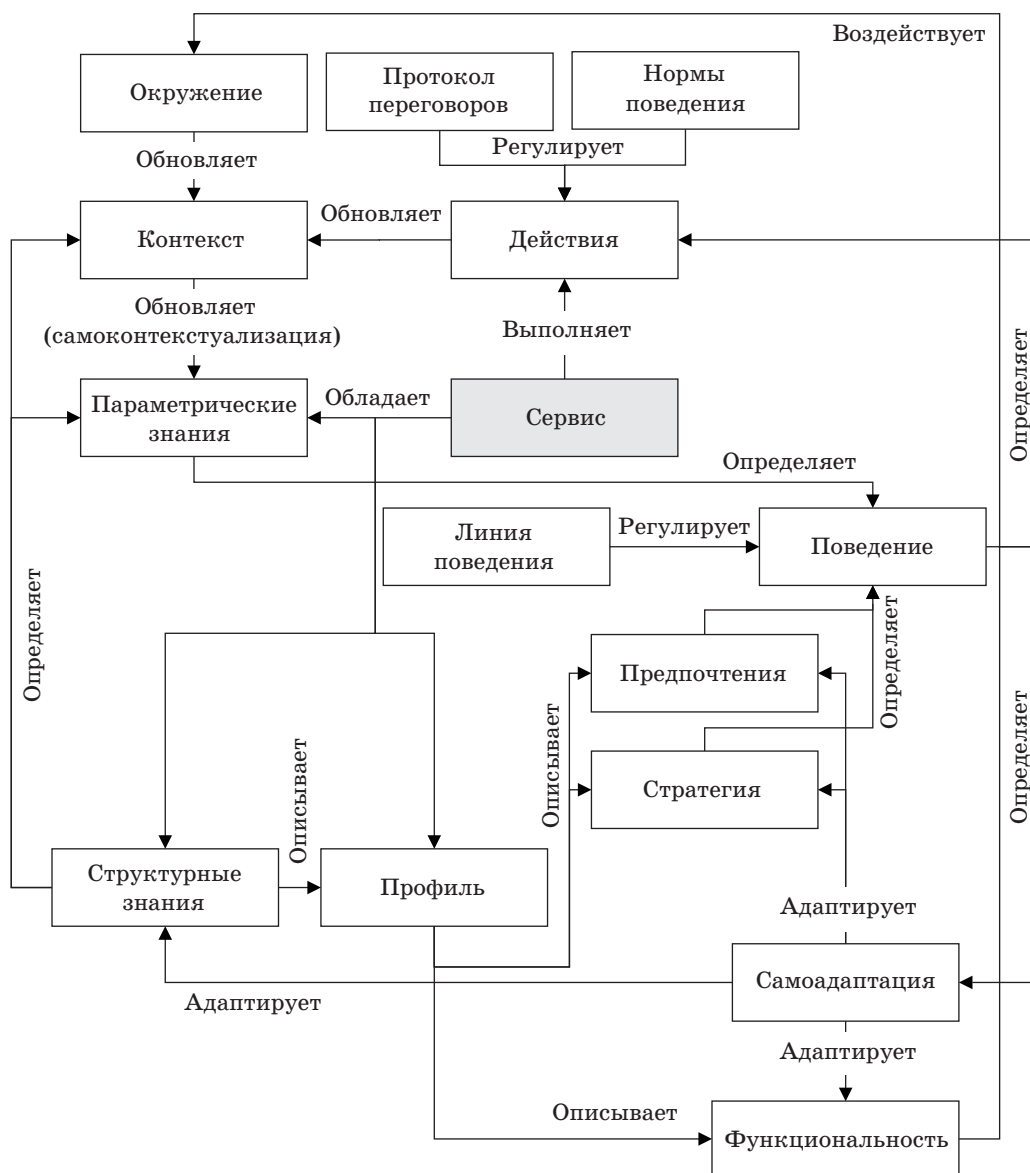 Воздействует
Окружение
Протокол
переговоров
Нормы
поведения
Обновляет
Регулирует
Контекст
Обновляет
Действия
Обновляет
(самоконтекстуализация)
Выполняет
Определяет
Параметрические
знания
Обладает
Сервис
Определяет
Линия
поведения
Регулирует
Поведение
Определяет
Предпочтения
Определяет
Описывает
Стратегия
Определяет
Описывает
Структурные
знания
Профиль
Адаптирует
Адаптирует
Самоадаптация
Адаптирует
Описывает
Функциональность